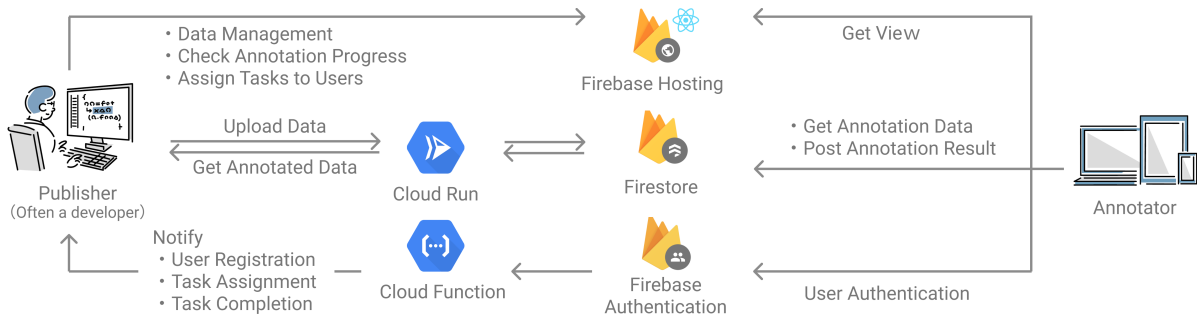 ・Data Management
・Check Annotation Progress
・Assign Tasks to Users
Firebase Hosting
Get View
Upload Data
Get Annotated Data
Publisher
(Often a developer)
Cloud Run
Firestore
・Get Annotation Data
・Post Annotation Result
Annotator
Notify
・User Registration
・Task Assignment
・Task Completion
Cloud Function
Firebase
Authentication
User Authentication